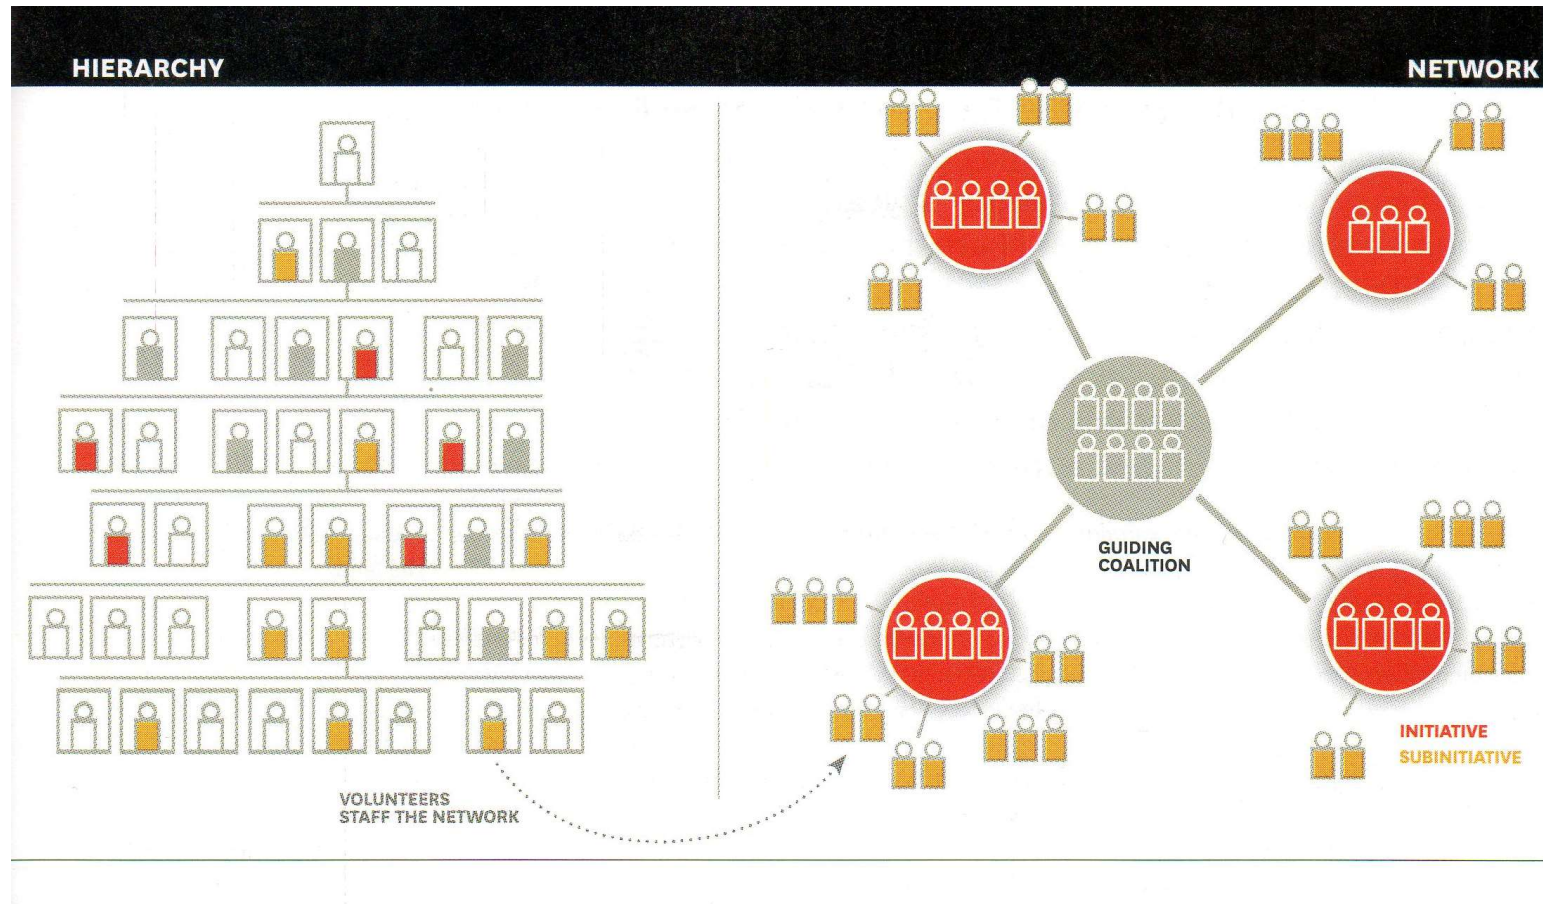 HIERARCHY
NETWORK
GUIDING
COALITION
INITIATIVE
SUBINITIATIVE
VOLUNTEERS
STAFF THE NETWORK